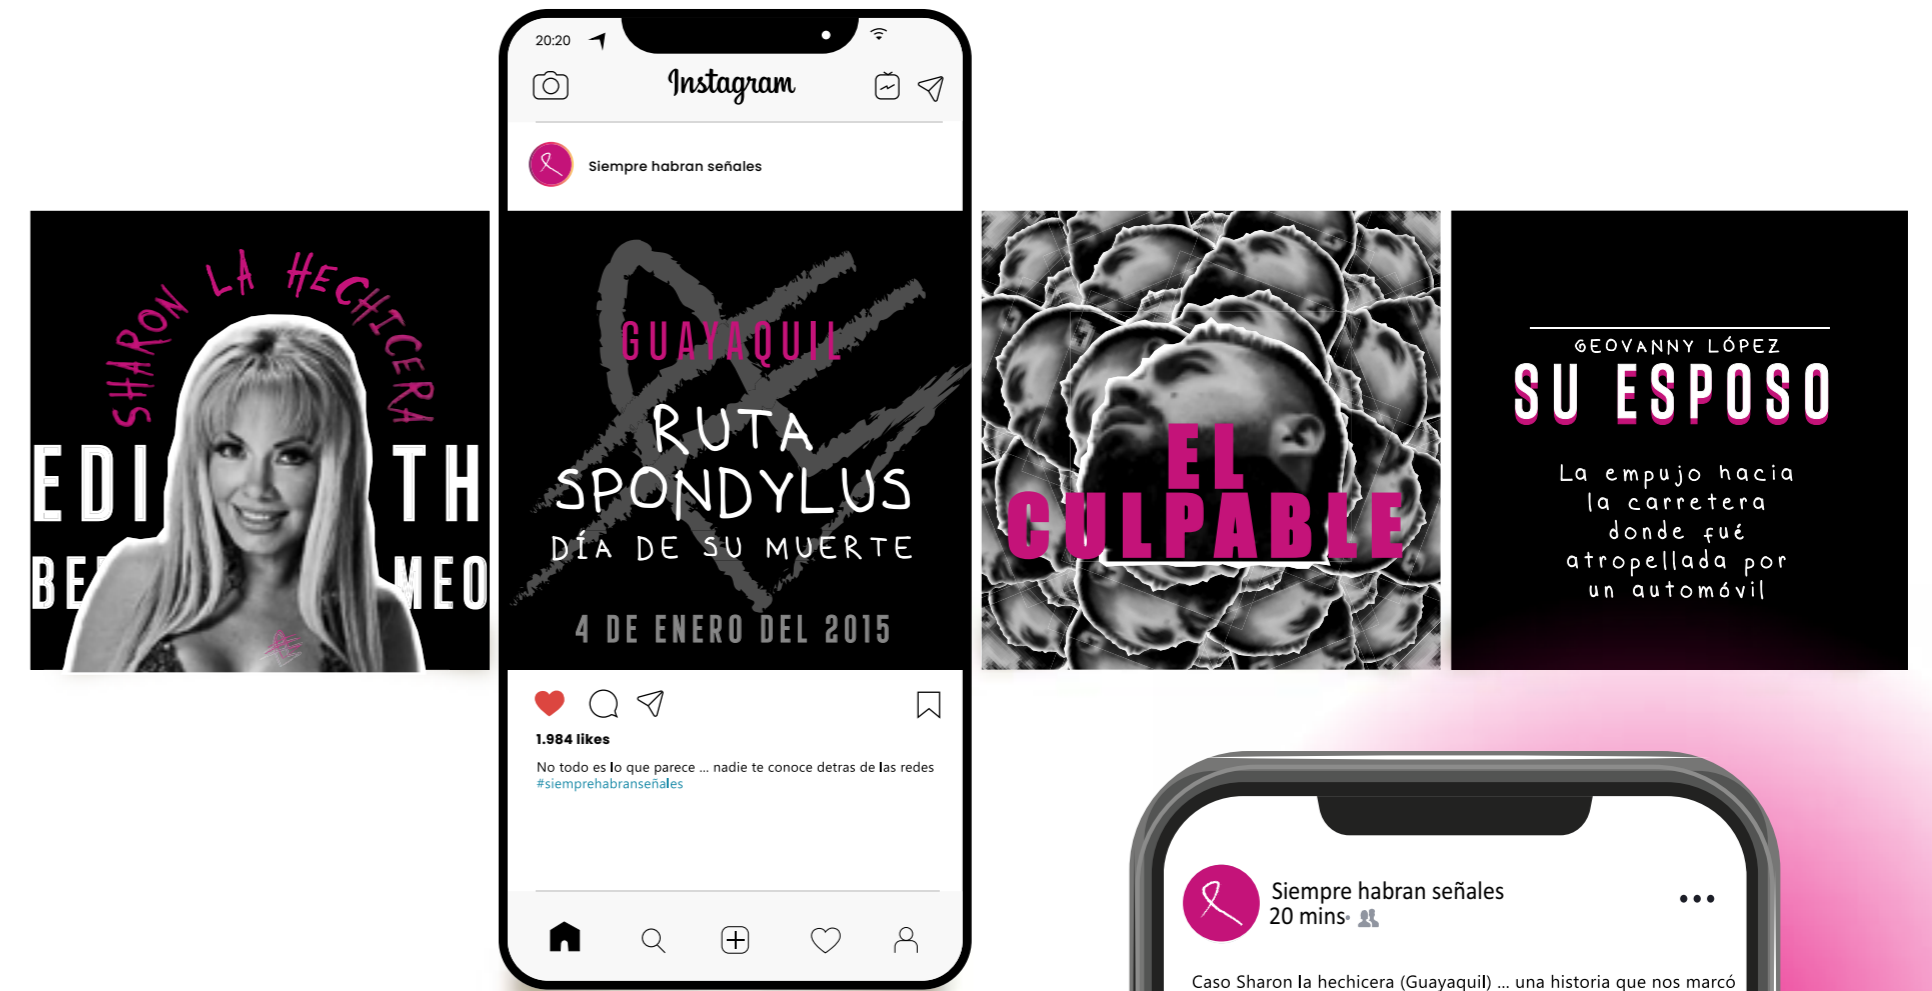 SHARON LA HECHICERA
EDI TH
BE MEO
20:20
Instagram
Siempre habran señales
GUAYAQUIL
RUTA
SPONDYLUS
DÍA DE SU MUERTE
4 DE ENERO DEL 2015
1.984 likes
No todo es lo que parece ... nadie te conoce detras de las redes
#siemprehabranseñales
EL
CULPABLE
GEOVANNY LÓPEZ
SU ESPOSO
La empujo hacia
la carretera
donde fué
atropellada por
un automóvil
Siempre habran señales
20 mins·
Caso Sharon la hechicera (Guayaquil) ... una historia que nos marcó